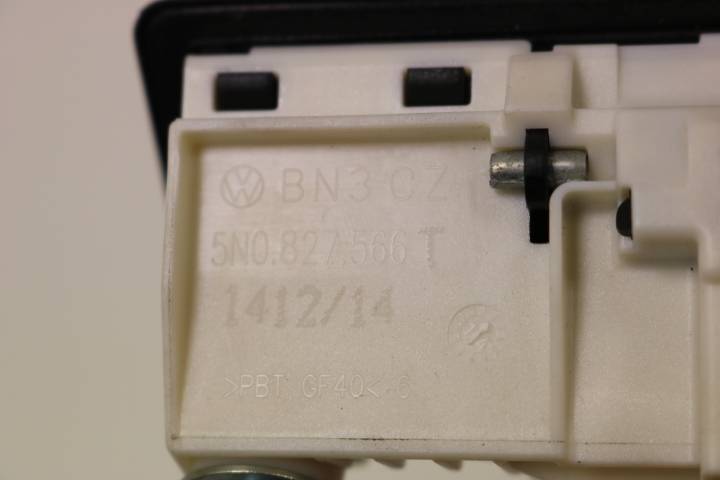 BN3 CZ
5N0.827.566 T
1412/14
>PBT GF40< 6